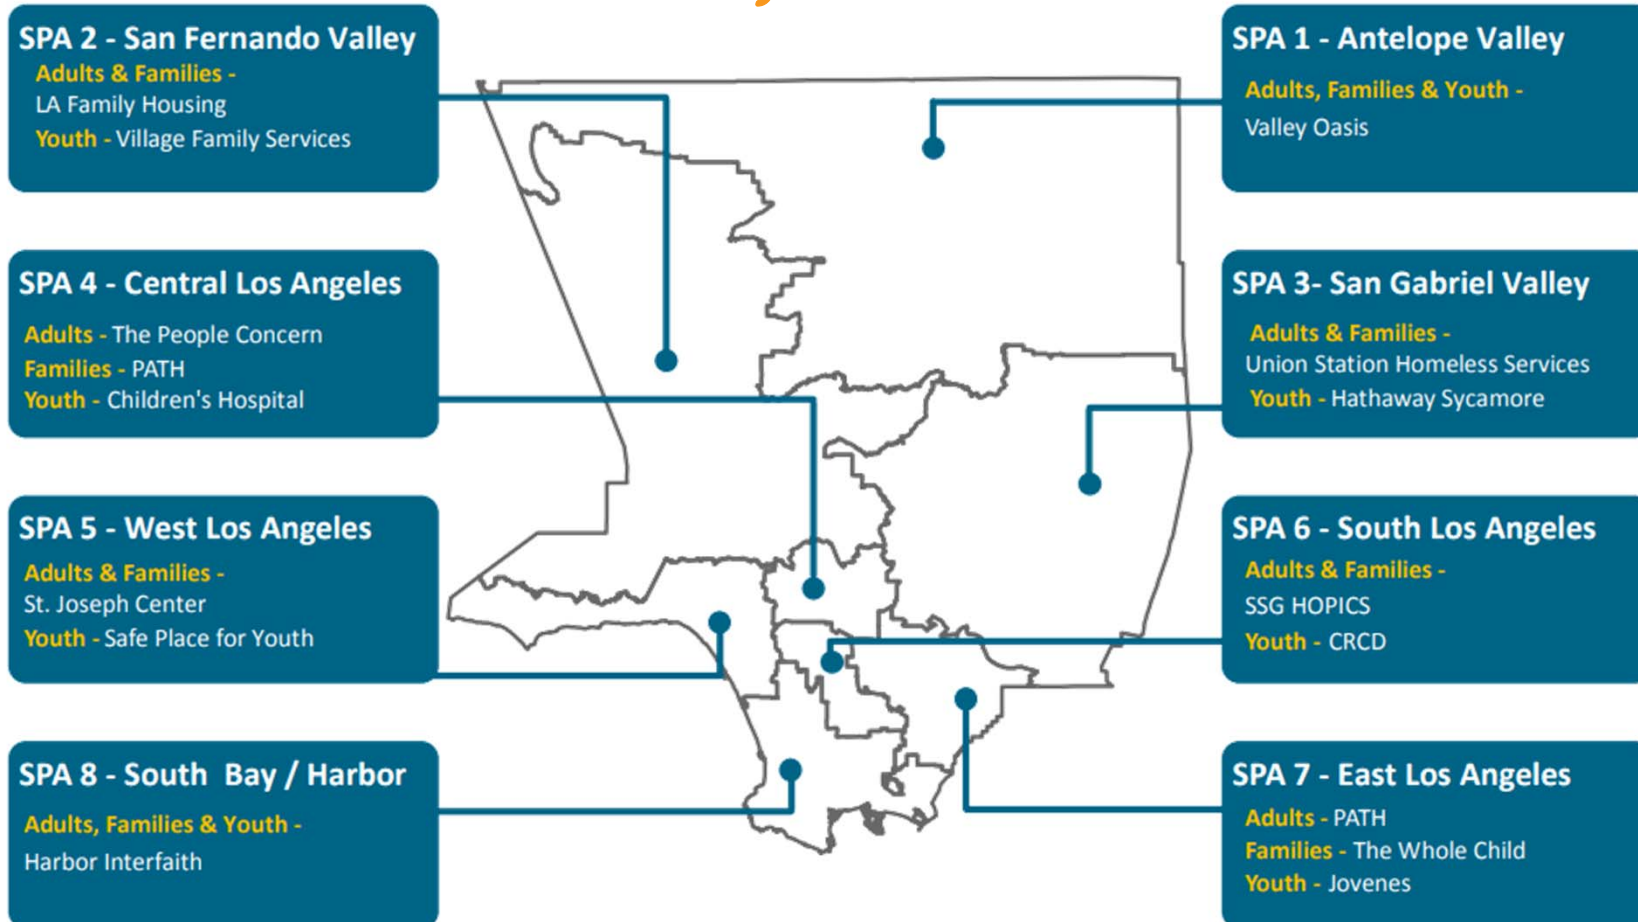 SPA 2 - San Fernando Valley
Adults & Families -
LA Family Housing
Youth - Village Family Services
SPA 1 - Antelope Valley
Adults, Families & Youth -
Valley Oasis
SPA 4 - Central Los Angeles
Adults - The People Concern
Families - PATH
Youth - Children's Hospital
SPA 3- San Gabriel Valley
Adults & Families -
Union Station Homeless Services
Youth - Hathaway Sycamore
SPA 5 - West Los Angeles
Adults & Families -
St. Joseph Center
Youth - Safe Place for Youth
SPA 6 - South Los Angeles
Adults & Families -
SSG HOPICS
Youth - CRCD
SPA 8 - South Bay / Harbor
Adults, Families & Youth -
Harbor Interfaith
SPA 7 - East Los Angeles
Adults - PATH
Families - The Whole Child
Youth - Jovenes